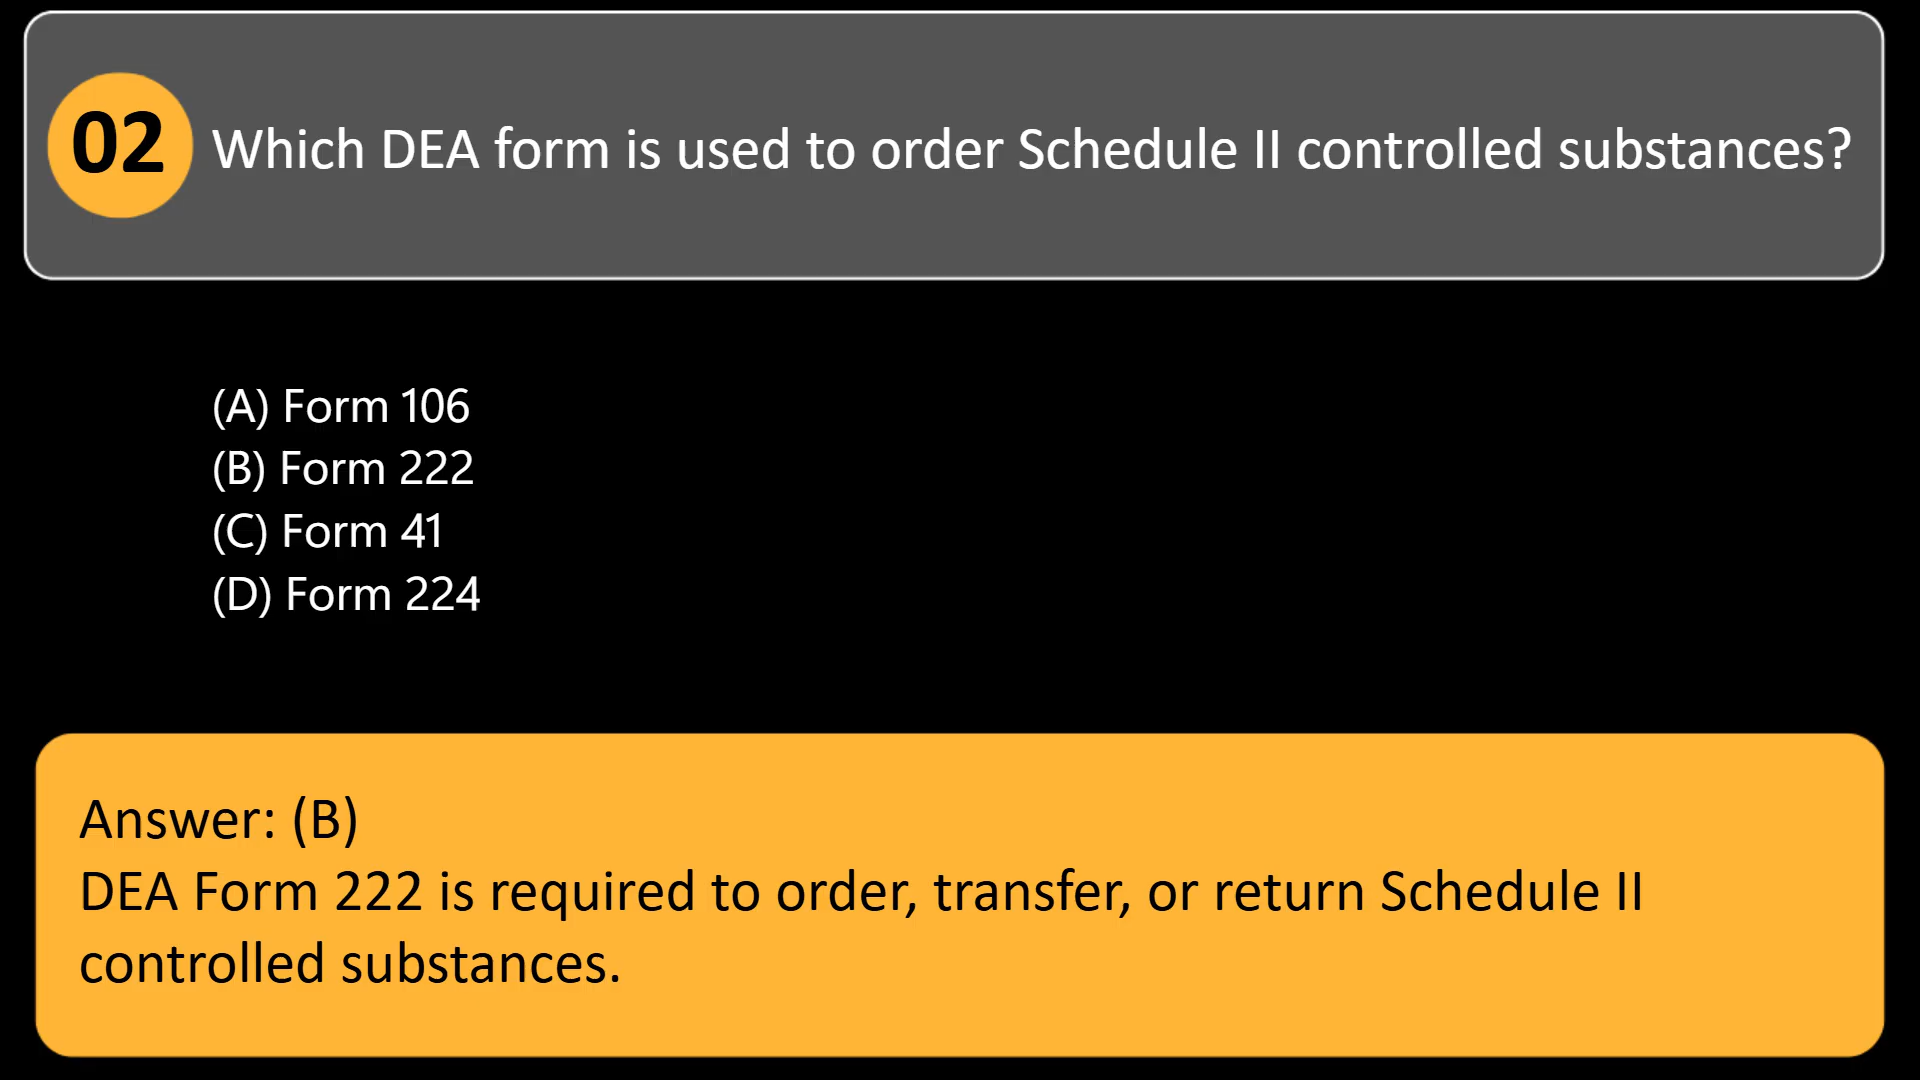 02
Which DEA form is used to order Schedule II controlled substances?
(A) Form 106
(B) Form 222
(C) Form 41
(D) Form 224
Answer: (B)
DEA Form 222 is required to order, transfer, or return Schedule II
controlled substances.